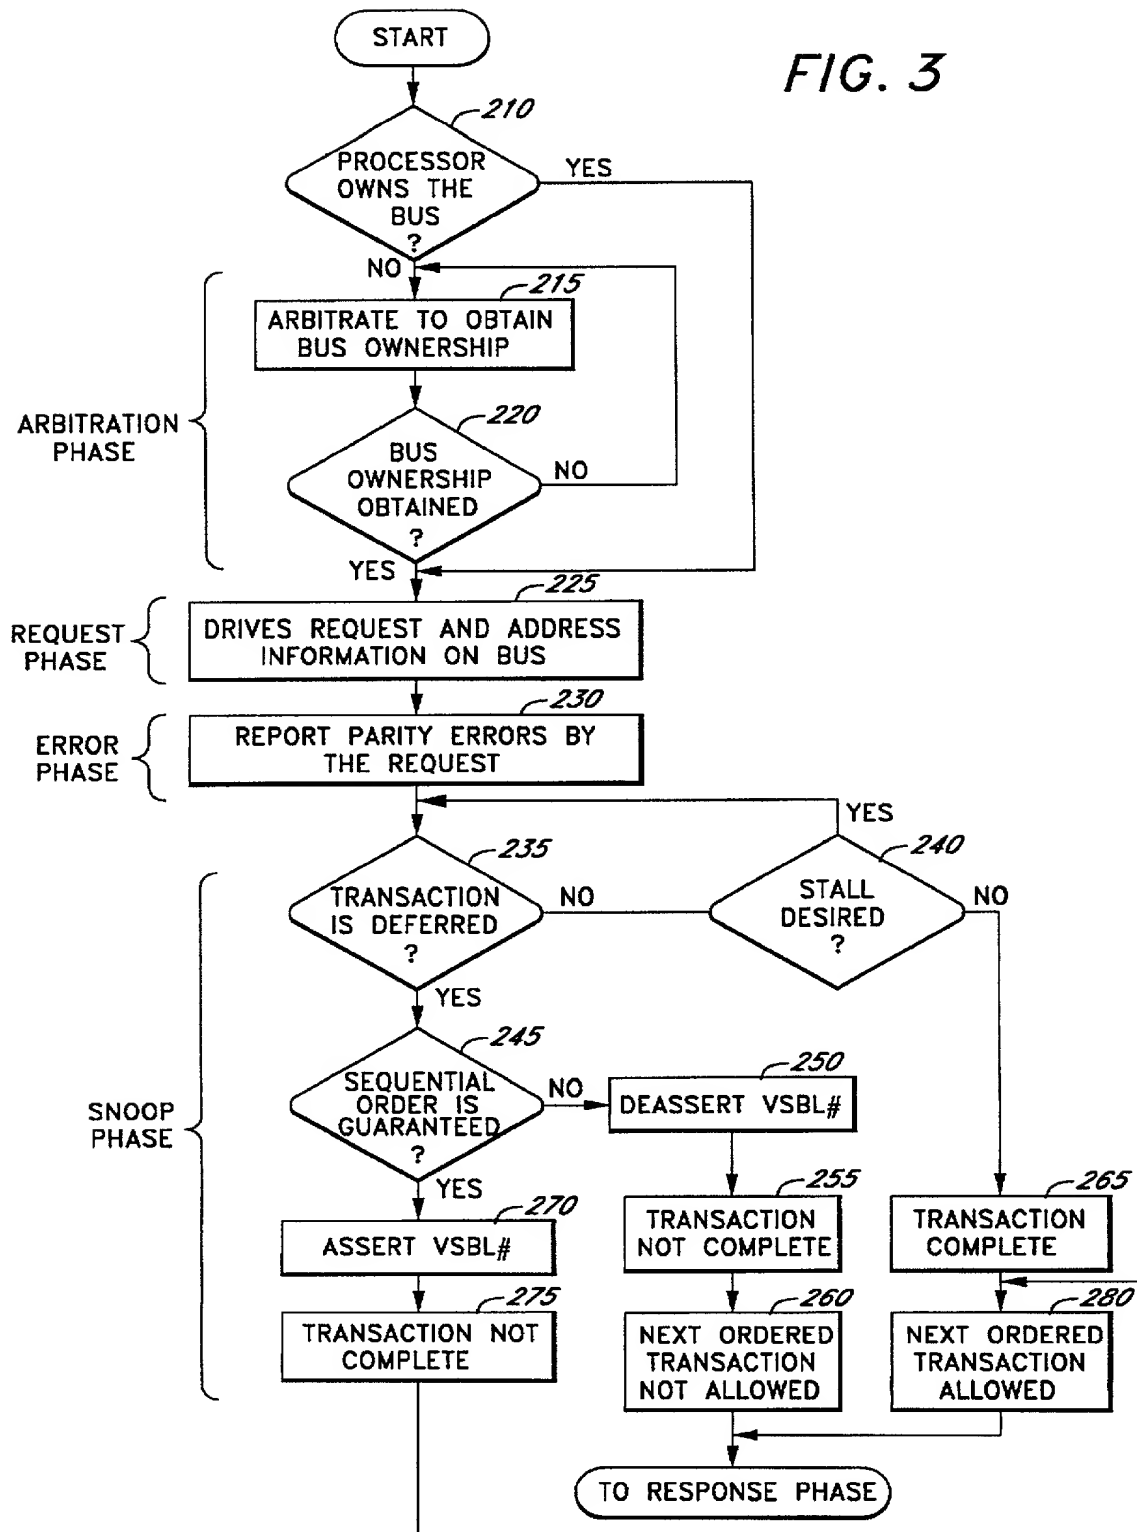 START
FIG. 3
210
PROCESSOR
OWNS THE
BUS
?
YES
NO
215
ARBITRATE TO OBTAIN
BUS OWNERSHIP
ARBITRATION
PHASE
220
BUS
OWNERSHIP
OBTAINED
?
NO
YES
225
REQUEST
PHASE
DRIVES REQUEST AND ADDRESS
INFORMATION ON BUS
230
ERROR
PHASE
REPORT PARITY ERRORS BY
THE REQUEST
YES
235
TRANSACTION
IS DEFERRED
?
NO
240
STALL
DESIRED
?
NO
YES
245
SEQUENTIAL
ORDER IS
GUARANTEED
?
NO
250
DEASSERT VSBL#
SNOOP
PHASE
YES
255
TRANSACTION
NOT COMPLETE
265
TRANSACTION
COMPLETE
270
ASSERT VSBL#
275
TRANSACTION NOT
COMPLETE
260
NEXT ORDERED
TRANSACTION
NOT ALLOWED
280
NEXT ORDERED
TRANSACTION
ALLOWED
TO RESPONSE PHASE